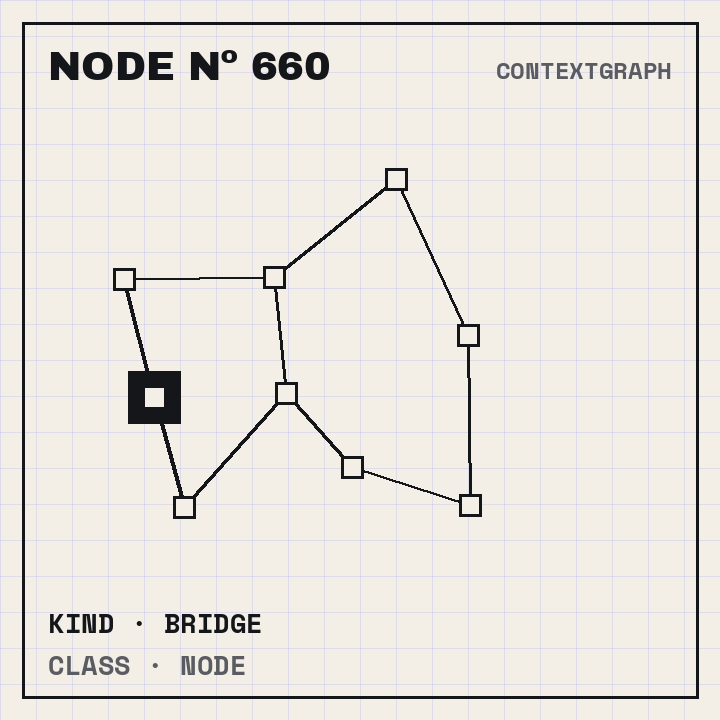 NODE Nº 660
CONTEXTGRAPH
KIND · BRIDGE
CLASS · NODE